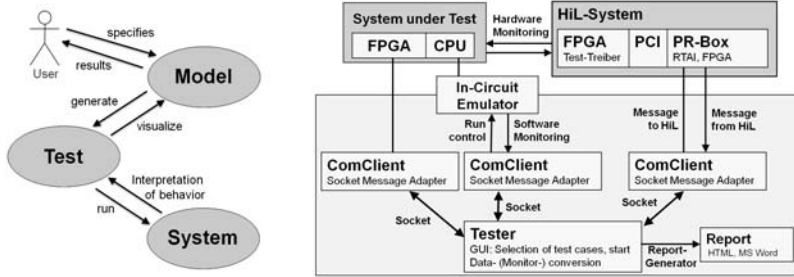 specifies
results
User
Model
generate
visualize
Test
Interpretation
of behavior
run
System
System under Test
FPGA CPU
Hardware
Monitoring
HiL-System
FPGA PCI PR-Box
Test-Treiber RTAI, FPGA
In-Circuit
Emulator
Run
control
Software
Monitoring
Message
to HiL
Message
from HiL
ComClient
Socket Message Adapter
ComClient
Socket Message Adapter
ComClient
Socket Message Adapter
Socket
Socket
Socket
Tester
GUI: Selection of test cases, start
Data- (Monitor-) conversion
Report-
Generator
Report
HTML, MS Word